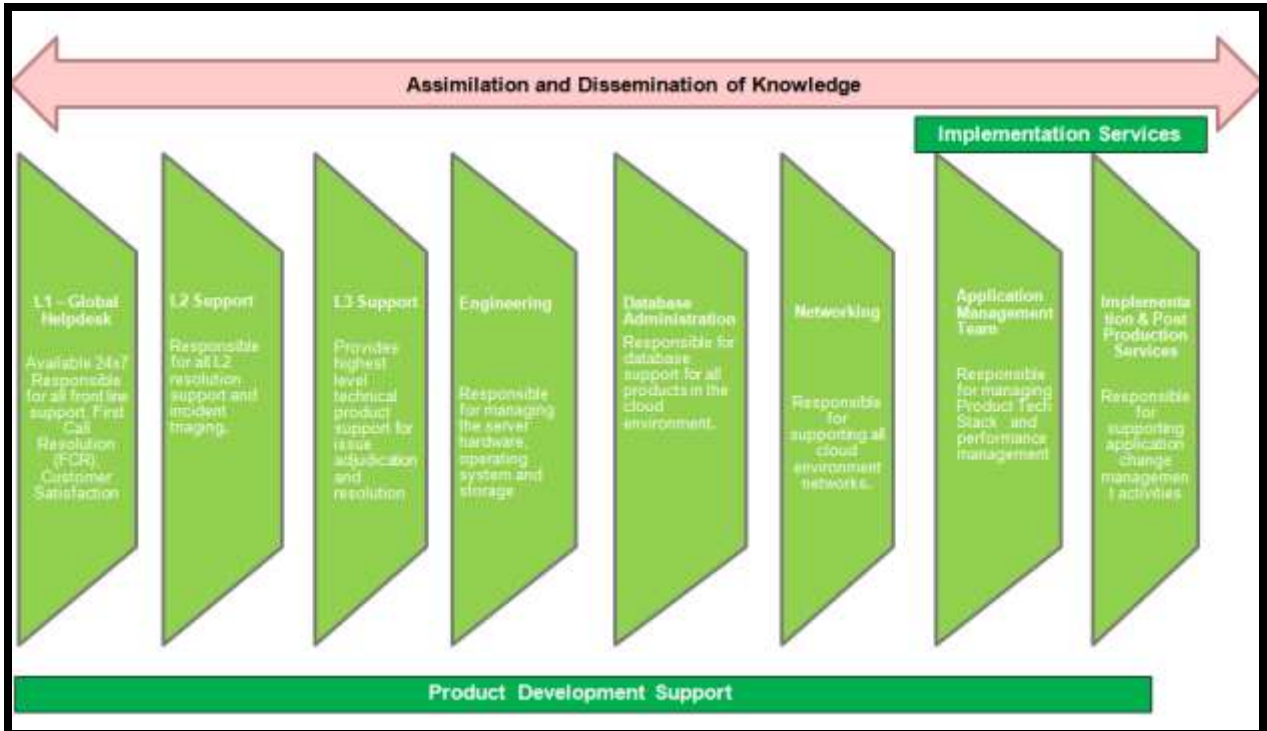 Assimilation and Dissemination of Knowledge
Implementation Services
L1 – Global
Helpdesk
Available 24x7
Responsible
for all front line
support, First
Call
Resolution
(FCR),
Customer
Satisfaction
L2 Support
Responsible
for all L2
resolution
support and
incident
triaging.
L3 Support
Provides
highest
level
technical
product
support for
issue
adjudication
and
resolution
Engineering
Responsible
for managing
the server
hardware,
operating
system and
storage
Database
Administration
Responsible for
database
support for all
products in the
cloud
environment.
Networking
Responsible
for
supporting all
cloud
environment
networks.
Application
Management
Team
Responsible
for managing
Product Tech
Stack and
performance
management
Implementa
tion & Post
Production
Services
Responsible
for
supporting
application
change
managemen
t activities
Product Development Support